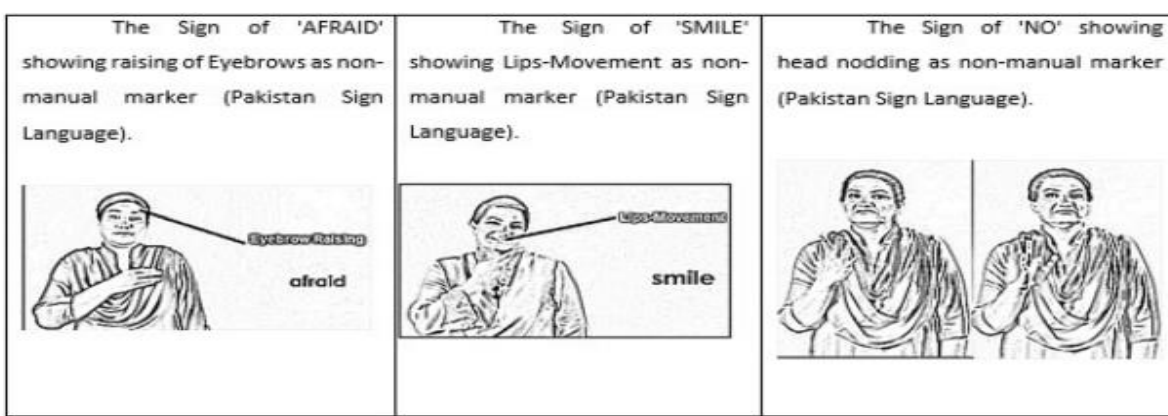 The Sign of 'AFRAID'
showing raising of Eyebrows as non-
manual marker (Pakistan Sign
Language).
Eyebrow Raising
afraid
The Sign of 'SMILE'
showing Lips-Movement as non-
manual marker (Pakistan Sign
Language).
Lips-Movement
smile
The Sign of 'NO' showing
head nodding as non-manual marker
(Pakistan Sign Language).